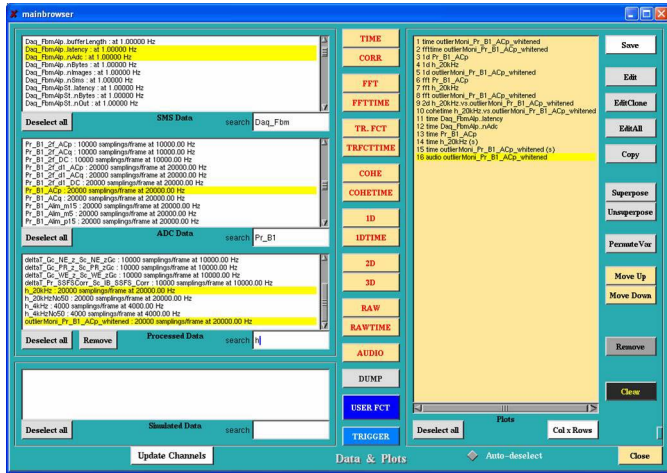 mainbrowser
Daq_FbmAlp..bufferLength : at 1.00000 Hz
Daq_FbmAlp..latency : at 1.00000 Hz
Daq_FbmAlp..nAdc : at 1.00000 Hz
Daq_FbmAlp..nBytes : at 1.00000 Hz
Daq_FbmAlp..nImages : at 1.00000 Hz
Daq_FbmAlp..nSms : at 1.00000 Hz
Daq_FbmAlpSt..latency : at 1.00000 Hz
Daq_FbmAlpSt..nBytes : at 1.00000 Hz
Daq_FbmAlpSt..nOut : at 1.00000 Hz
Deselect all
SMS Data
search
Daq_Fbm
Pr_B1_2f_ACp : 10000 samplings/frame at 10000.00 Hz
Pr_B1_2f_ACq : 10000 samplings/frame at 10000.00 Hz
Pr_B1_2f_DC : 10000 samplings/frame at 10000.00 Hz
Pr_B1_2f_d1_ACp : 10000 samplings/frame at 10000.00 Hz
Pr_B1_2f_d1_ACq : 10000 samplings/frame at 10000.00 Hz
Pr_B1_2f_d1_DC : 10000 samplings/frame at 10000.00 Hz
Pr_B1_ACp : 20000 samplings/frame at 20000.00 Hz
Pr_B1_ACq : 20000 samplings/frame at 20000.00 Hz
Pr_B1_Alim_m15 : 20000 samplings/frame at 20000.00 Hz
Pr_B1_Alim_m5 : 20000 samplings/frame at 20000.00 Hz
Pr_B1_Alim_p15 : 20000 samplings/frame at 20000.00 Hz
Deselect all
ADC Data
search
Pr_B1
deltaT_Gc_NE_z_Sc_NE_zGc : 10000 samplings/frame at 10000.00 Hz
deltaT_Gc_PR_z_Sc_PR_zGc : 10000 samplings/frame at 10000.00 Hz
deltaT_Gc_WE_z_Sc_WE_zGc : 10000 samplings/frame at 10000.00 Hz
deltaT_Pr_SSFSCorr_Sc_IB_SSFS_Corr : 10000 samplings/frame at 10000.00 Hz
h_20kHz : 20000 samplings/frame at 20000.00 Hz
h_20kHzNo50 : 20000 samplings/frame at 20000.00 Hz
h_4kHz : 4000 samplings/frame at 4000.00 Hz
h_4kHzNo50 : 4000 samplings/frame at 4000.00 Hz
outlierMoni_Pr_B1_ACp_whitened : 20000 samplings/frame at 20000.00 Hz
Deselect all
Remove
Processed Data
search
h
Deselect all
Simulated Data
search
Update Channels
TIME
CORR
FFT
FFTTIME
TR. FCT
TRFCTTIME
COHE
COHETIME
1D
1DTIME
2D
3D
RAW
RAWTIME
AUDIO
DUMP
USER FCT
TRIGGER
Data & Plots
1 time outlierMoni_Pr_B1_ACp_whitened
2 ffttime outlierMoni_Pr_B1_ACp_whitened
3 1d Pr_B1_ACp
4 1d h_20kHz
5 1d outlierMoni_Pr_B1_ACp_whitened
6 fft Pr_B1_ACp
7 fft h_20kHz
8 fft outlierMoni_Pr_B1_ACp_whitened
9 2d h_20kHz.vs.outlierMoni_Pr_B1_ACp_whitened
10 cohetime h_20kHz.vs.outlierMoni_Pr_B1_ACp_whitened
11 time Daq_FbmAlp..latency
12 time Daq_FbmAlp..nAdc
13 time Pr_B1_ACp
14 time h_20kHz (s)
15 time outlierMoni_Pr_B1_ACp_whitened (s)
16 audio outlierMoni_Pr_B1_ACp_whitened
Plots
Deselect all
Col x Rows
Auto-deselect
Save
Edit
EditClone
EditAll
Copy
Superpose
Unsuperpose
PermuteVar
Move Up
Move Down
Remove
Clear
Close